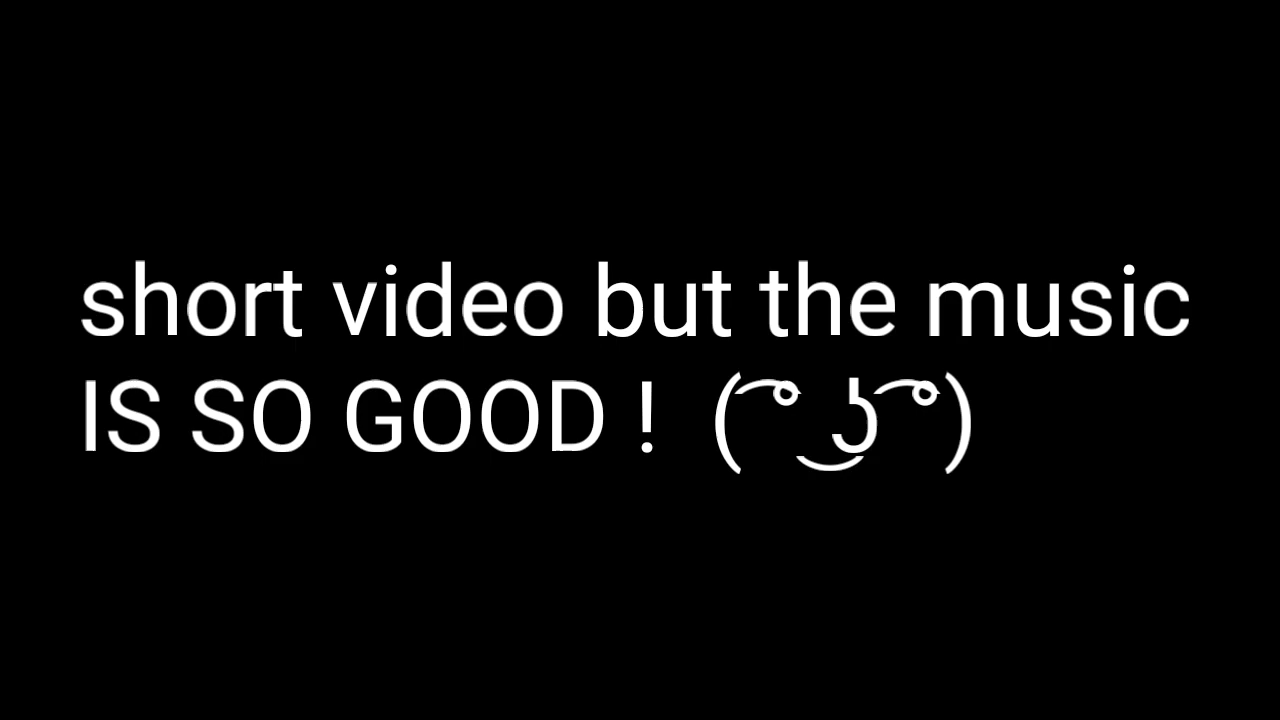 short video but the music
IS SO GOOD !  ( ͡° ͜ʖ ͡°)